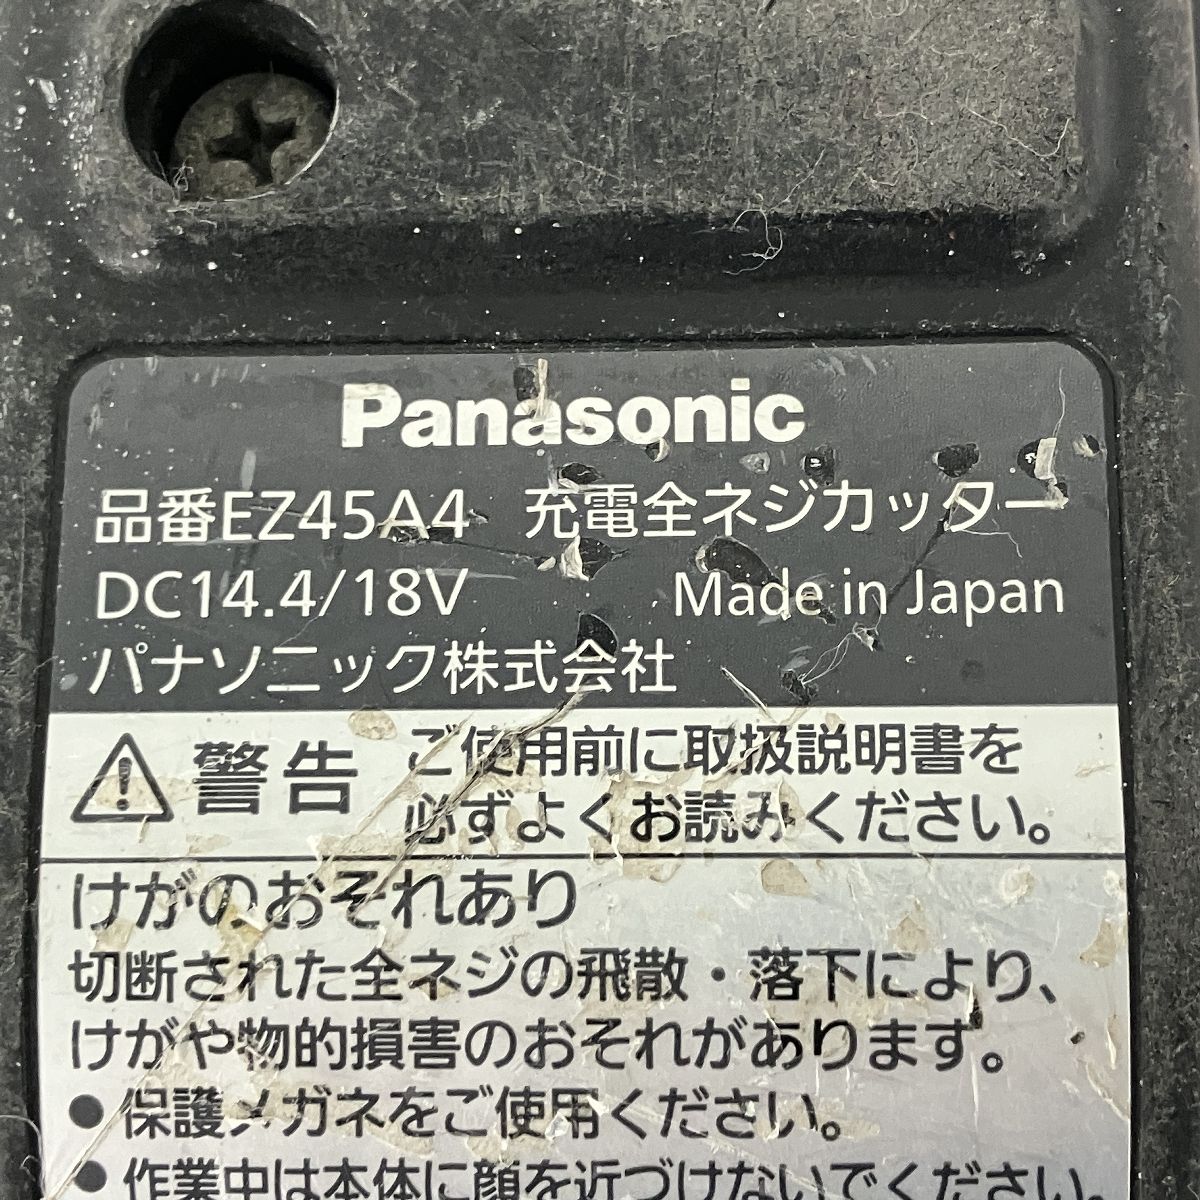 Panasonic
品番EZ45A4 充電全ネジカッター
DC14.4/18V Made in Japan
パナソニック株式会社
警告 ご使用前に取扱説明書を
必ずよくお読みください。
けがのおそれあり
切断された全ネジの飛散・落下により、
けがや物的損害のおそれがあります。
●保護メガネをご使用ください。
●作業中は本体に顔を近づけないでください。